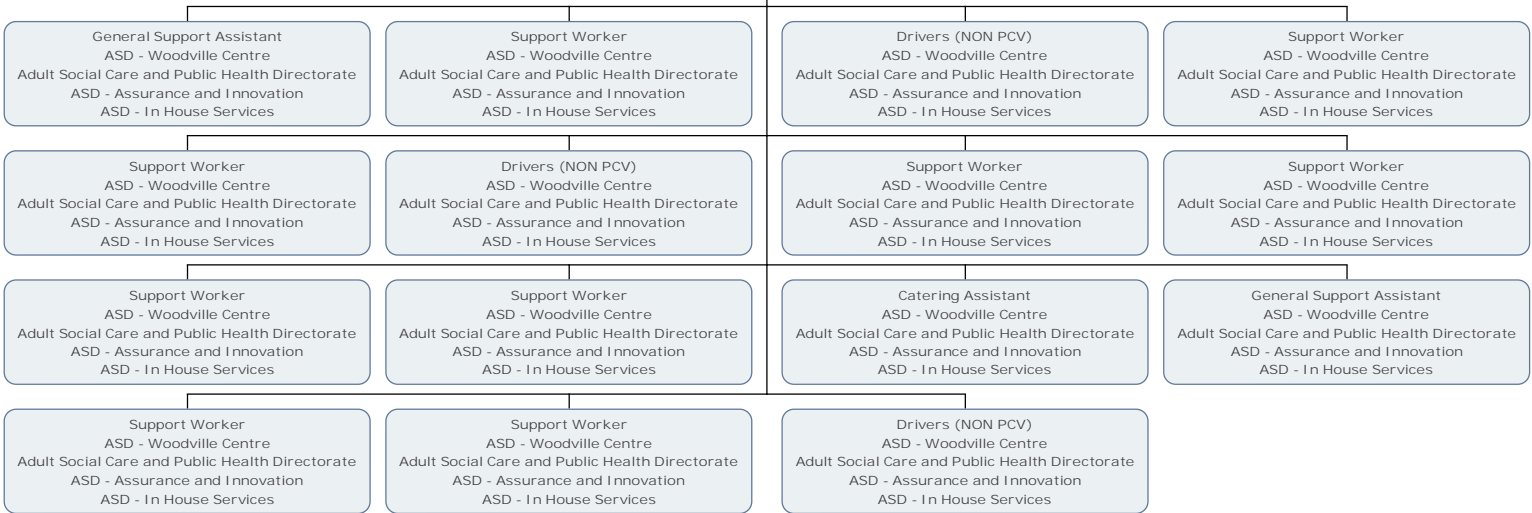 General Support Assistant
ASD - Woodville Centre
Adult Social Care and Public Health Directorate
ASD - Assurance and Innovation
ASD - In House Services
Support Worker
ASD - Woodville Centre
Adult Social Care and Public Health Directorate
ASD - Assurance and Innovation
ASD - In House Services
Drivers (NON PCV)
ASD - Woodville Centre
Adult Social Care and Public Health Directorate
ASD - Assurance and Innovation
ASD - In House Services
Support Worker
ASD - Woodville Centre
Adult Social Care and Public Health Directorate
ASD - Assurance and Innovation
ASD - In House Services
Support Worker
ASD - Woodville Centre
Adult Social Care and Public Health Directorate
ASD - Assurance and Innovation
ASD - In House Services
Drivers (NON PCV)
ASD - Woodville Centre
Adult Social Care and Public Health Directorate
ASD - Assurance and Innovation
ASD - In House Services
Support Worker
ASD - Woodville Centre
Adult Social Care and Public Health Directorate
ASD - Assurance and Innovation
ASD - In House Services
Support Worker
ASD - Woodville Centre
Adult Social Care and Public Health Directorate
ASD - Assurance and Innovation
ASD - In House Services
Support Worker
ASD - Woodville Centre
Adult Social Care and Public Health Directorate
ASD - Assurance and Innovation
ASD - In House Services
Support Worker
ASD - Woodville Centre
Adult Social Care and Public Health Directorate
ASD - Assurance and Innovation
ASD - In House Services
Catering Assistant
ASD - Woodville Centre
Adult Social Care and Public Health Directorate
ASD - Assurance and Innovation
ASD - In House Services
General Support Assistant
ASD - Woodville Centre
Adult Social Care and Public Health Directorate
ASD - Assurance and Innovation
ASD - In House Services
Support Worker
ASD - Woodville Centre
Adult Social Care and Public Health Directorate
ASD - Assurance and Innovation
ASD - In House Services
Support Worker
ASD - Woodville Centre
Adult Social Care and Public Health Directorate
ASD - Assurance and Innovation
ASD - In House Services
Drivers (NON PCV)
ASD - Woodville Centre
Adult Social Care and Public Health Directorate
ASD - Assurance and Innovation
ASD - In House Services